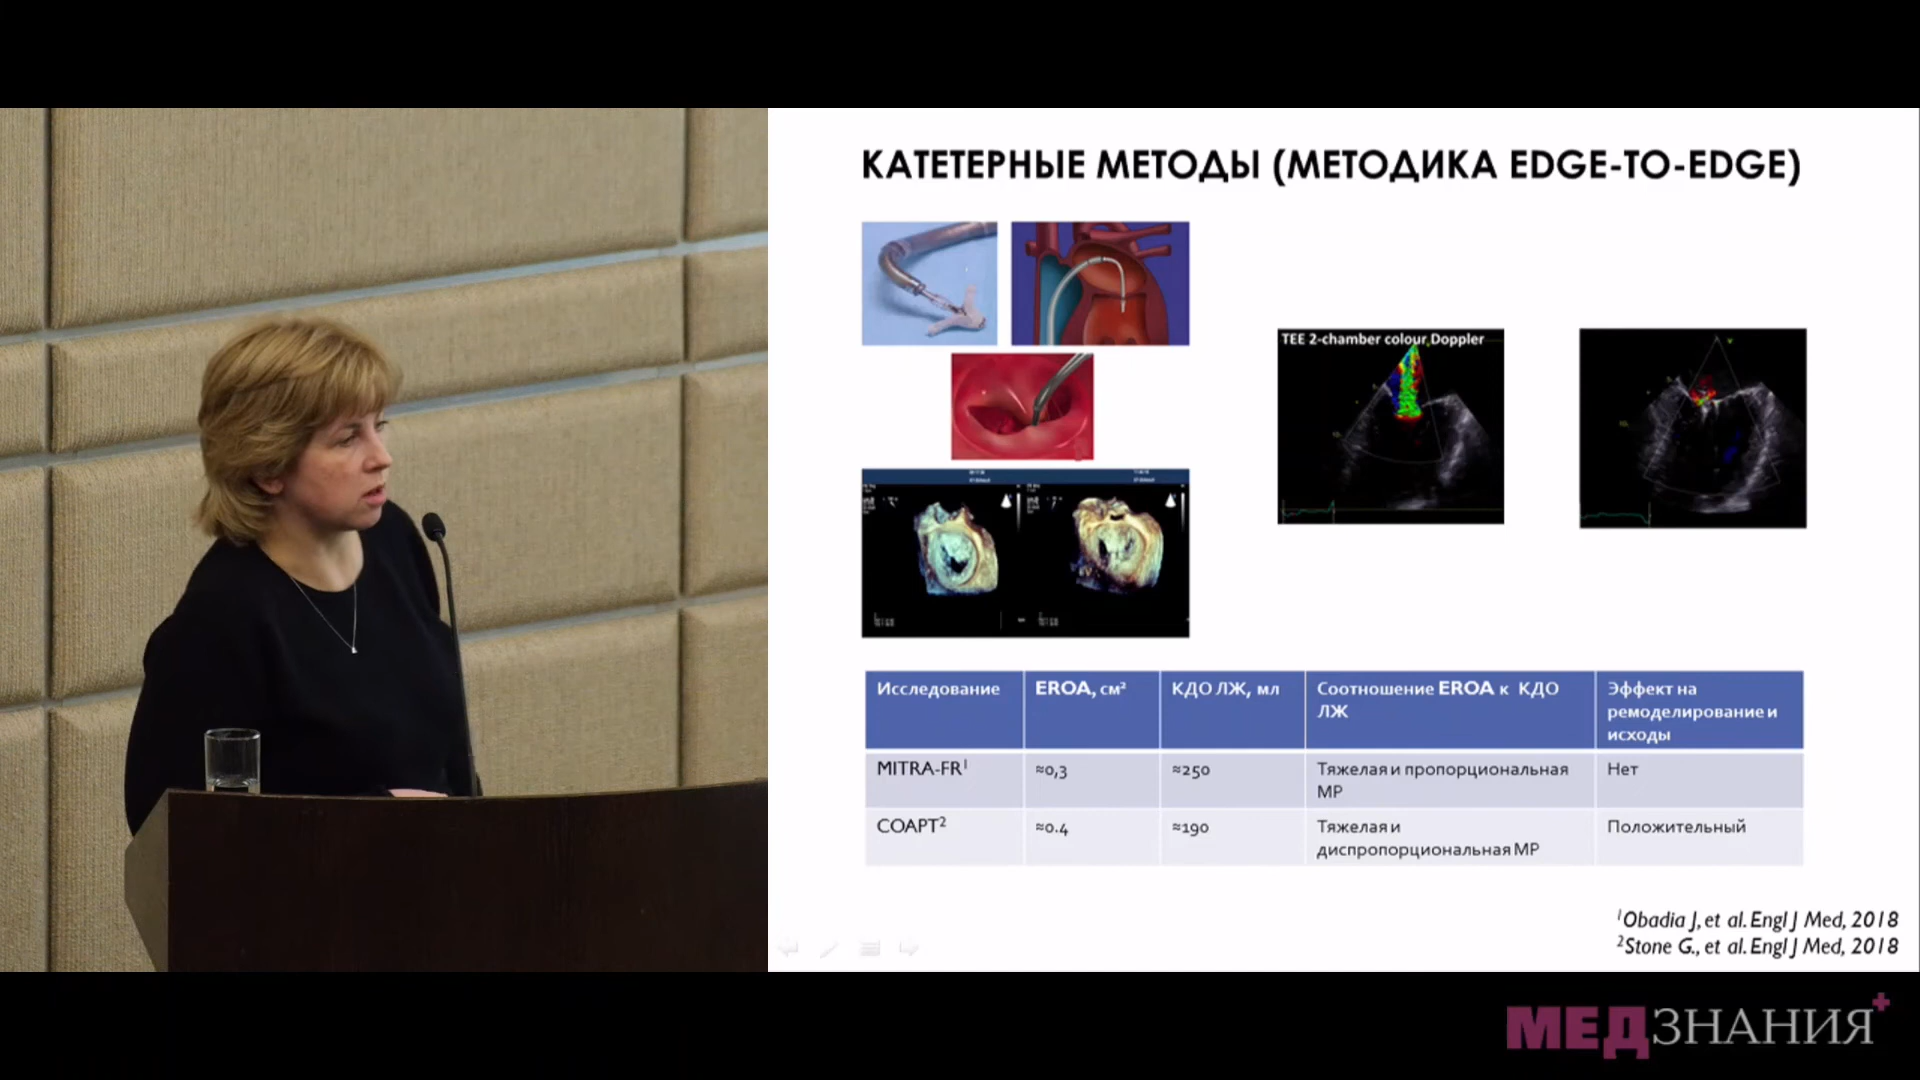 КАТЕТЕРНЫЕ МЕТОДЫ (МЕТОДИКА EDGE-TO-EDGE)
TEE 2-chamber colour Doppler
Исследование
EROA, см²
КДО ЛЖ, мл
Соотношение EROA к КДО
ЛЖ
Эффект на
ремоделирование и
исходы
MITRA-FR¹
≈0,3
≈250
Тяжелая и пропорциональная
МР
Нет
COAPT²
≈0.4
≈190
Тяжелая и
диспропорциональная МР
Положительный
¹Obadia J, et al. Engl J Med, 2018
²Stone G., et al. Engl J Med, 2018
МЕДЗНАНИЯ+